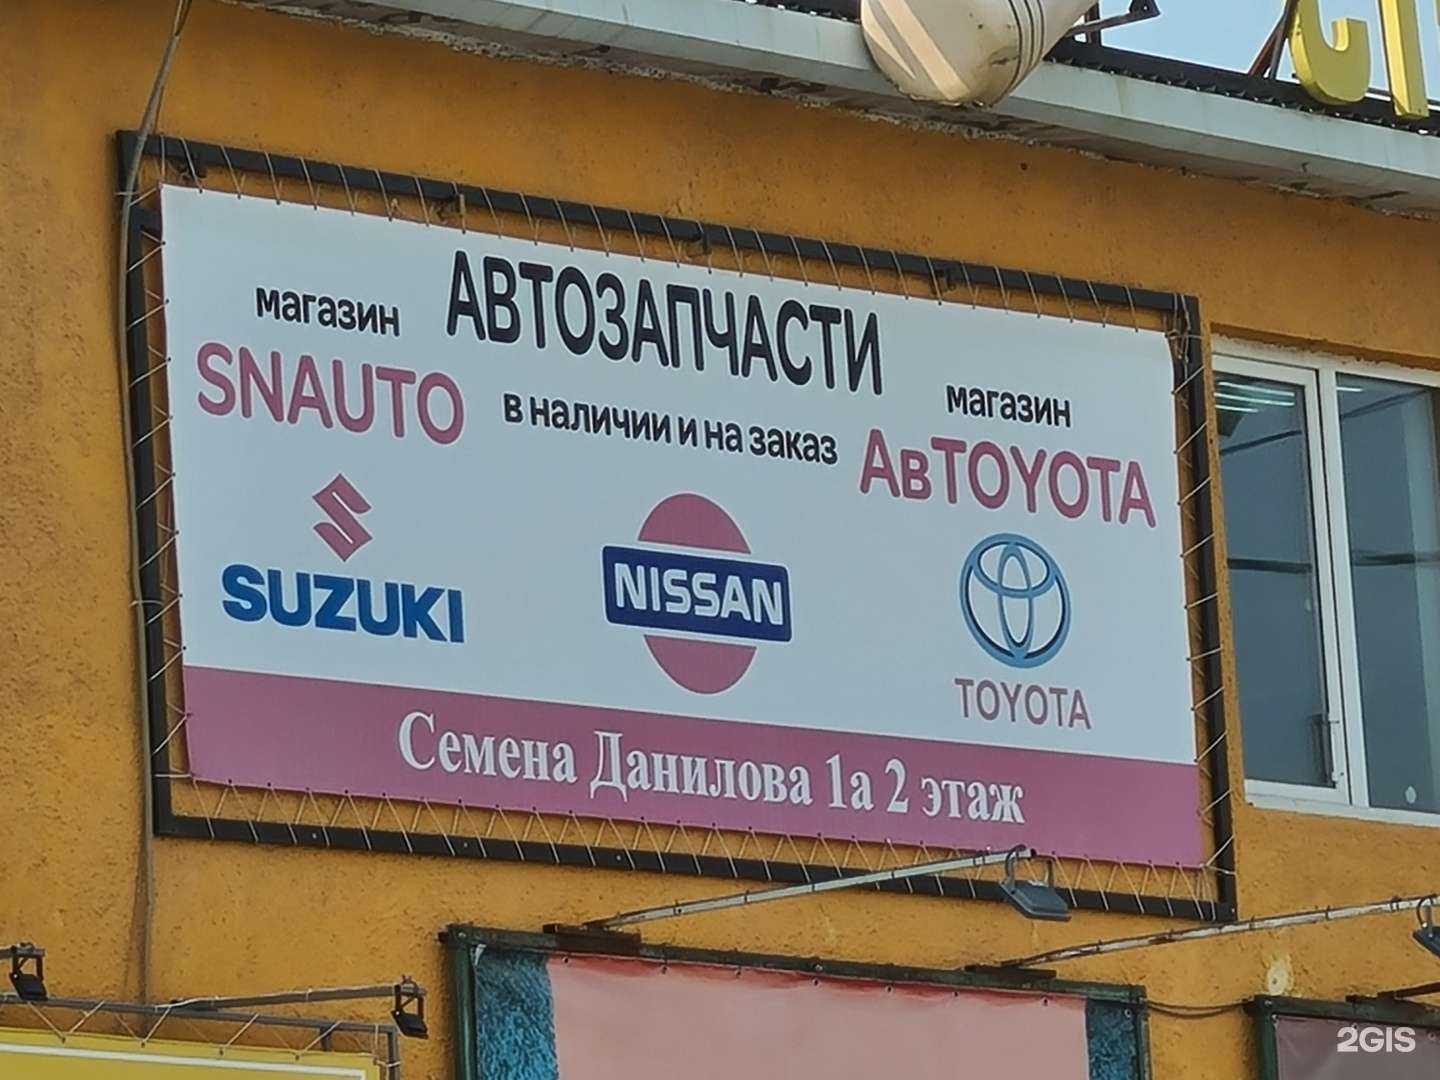 АВТОЗАПЧАСТИ
магазин
SNAUTO
в наличии и на заказ
магазин
АвTOYOTA
SUZUKI
NISSAN
TOYOTA
Семена Данилова 1а 2 этаж
2GIS